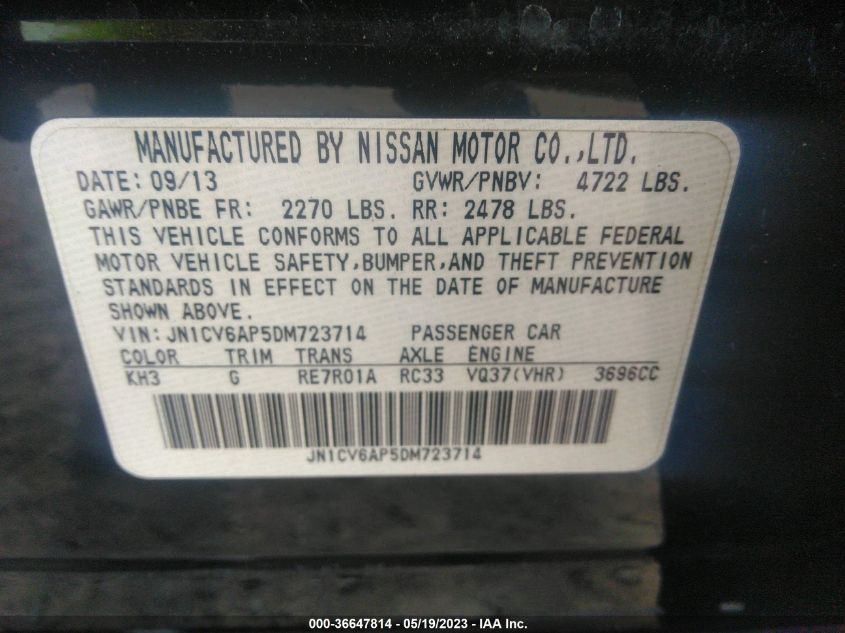 MANUFACTURED BY NISSAN MOTOR CO.,LTD.
DATE: 09/13 GVWR/PNBV: 4722 LBS.
GAWR/PNBE FR: 2270 LBS. RR: 2478 LBS.
THIS VEHICLE CONFORMS TO ALL APPLICABLE FEDERAL
MOTOR VEHICLE SAFETY,BUMPER,AND THEFT PREVENTION
STANDARDS IN EFFECT ON THE DATE OF MANUFACTURE
SHOWN ABOVE.
VIN:JN1CV6AP5DM723714 PASSENGER CAR
COLOR TRIM TRANS AXLE ENGINE
KH3 G RE7R01A RC33 VQ37(VHR) 3696CC
JN1CV6AP5DM723714
000-36647814 - 05/19/2023 - IAA Inc.